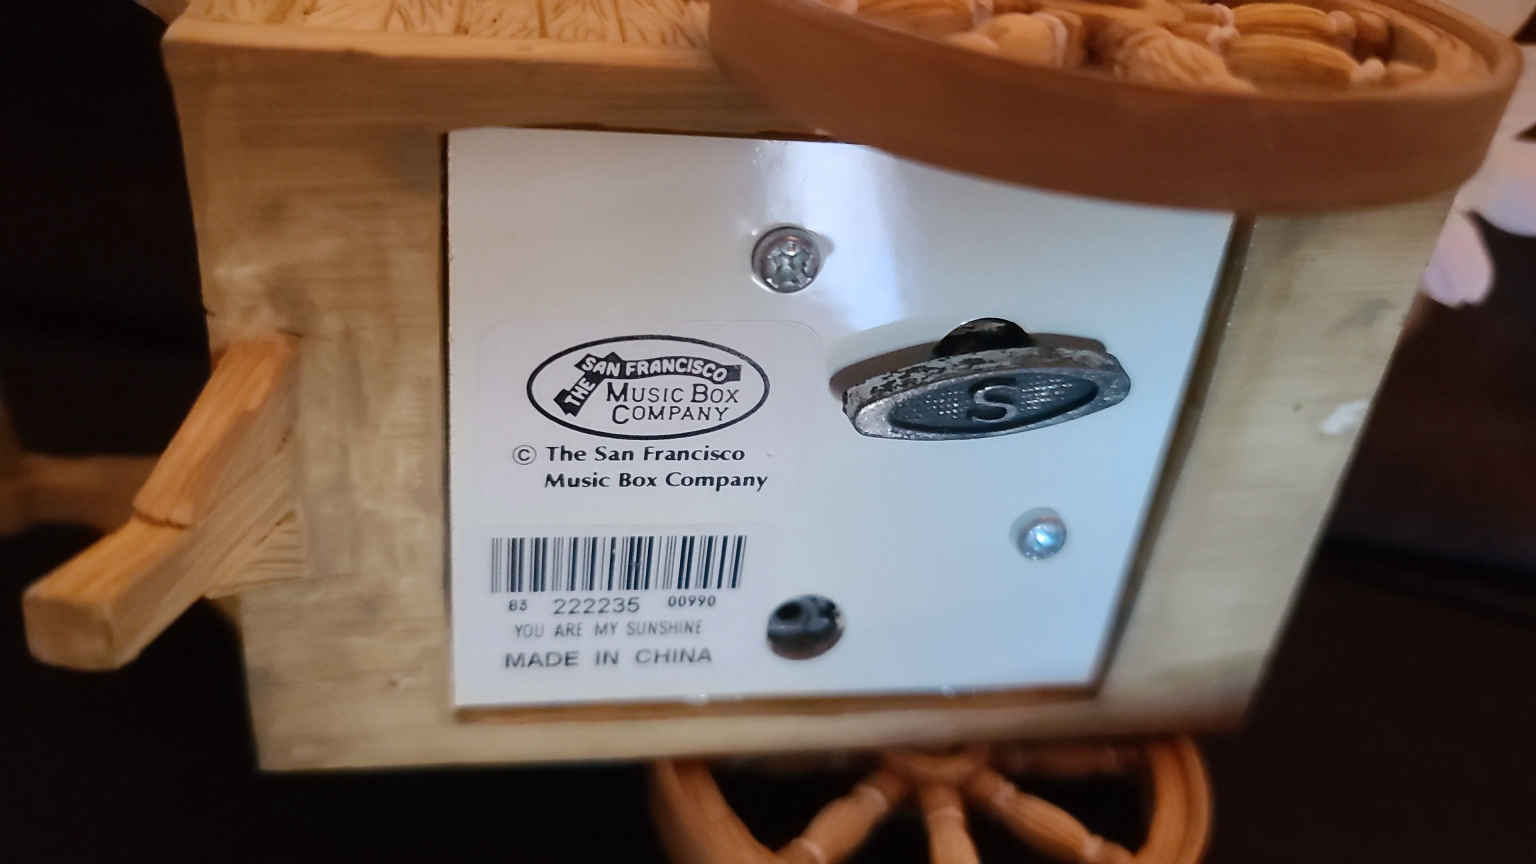 THE SAN FRANCISCO
MUSIC BOX
COMPANY
© The San Francisco
Music Box Company
S
83 222235 00990
YOU ARE MY SUNSHINE
MADE IN CHINA